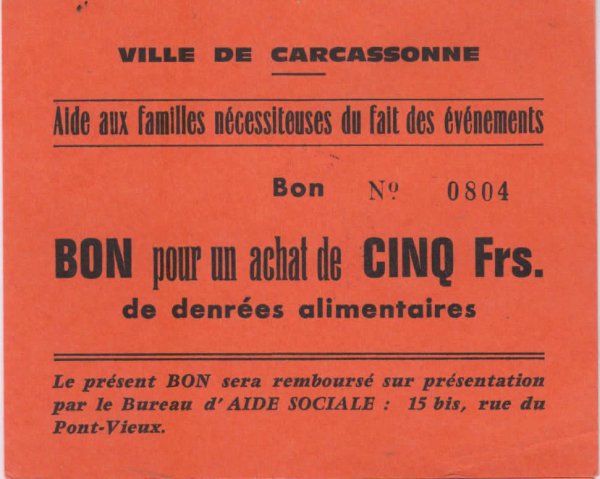 VILLE DE CARCASSONNE
Aide aux familles nécessiteuses du fait des événements
Bon Nº 0804
BON pour un achat de CINQ Frs.
de denrées alimentaires
Le présent BON sera remboursé sur présentation
par le Bureau d'AIDE SOCIALE : 15 bis, rue du
Pont-Vieux.